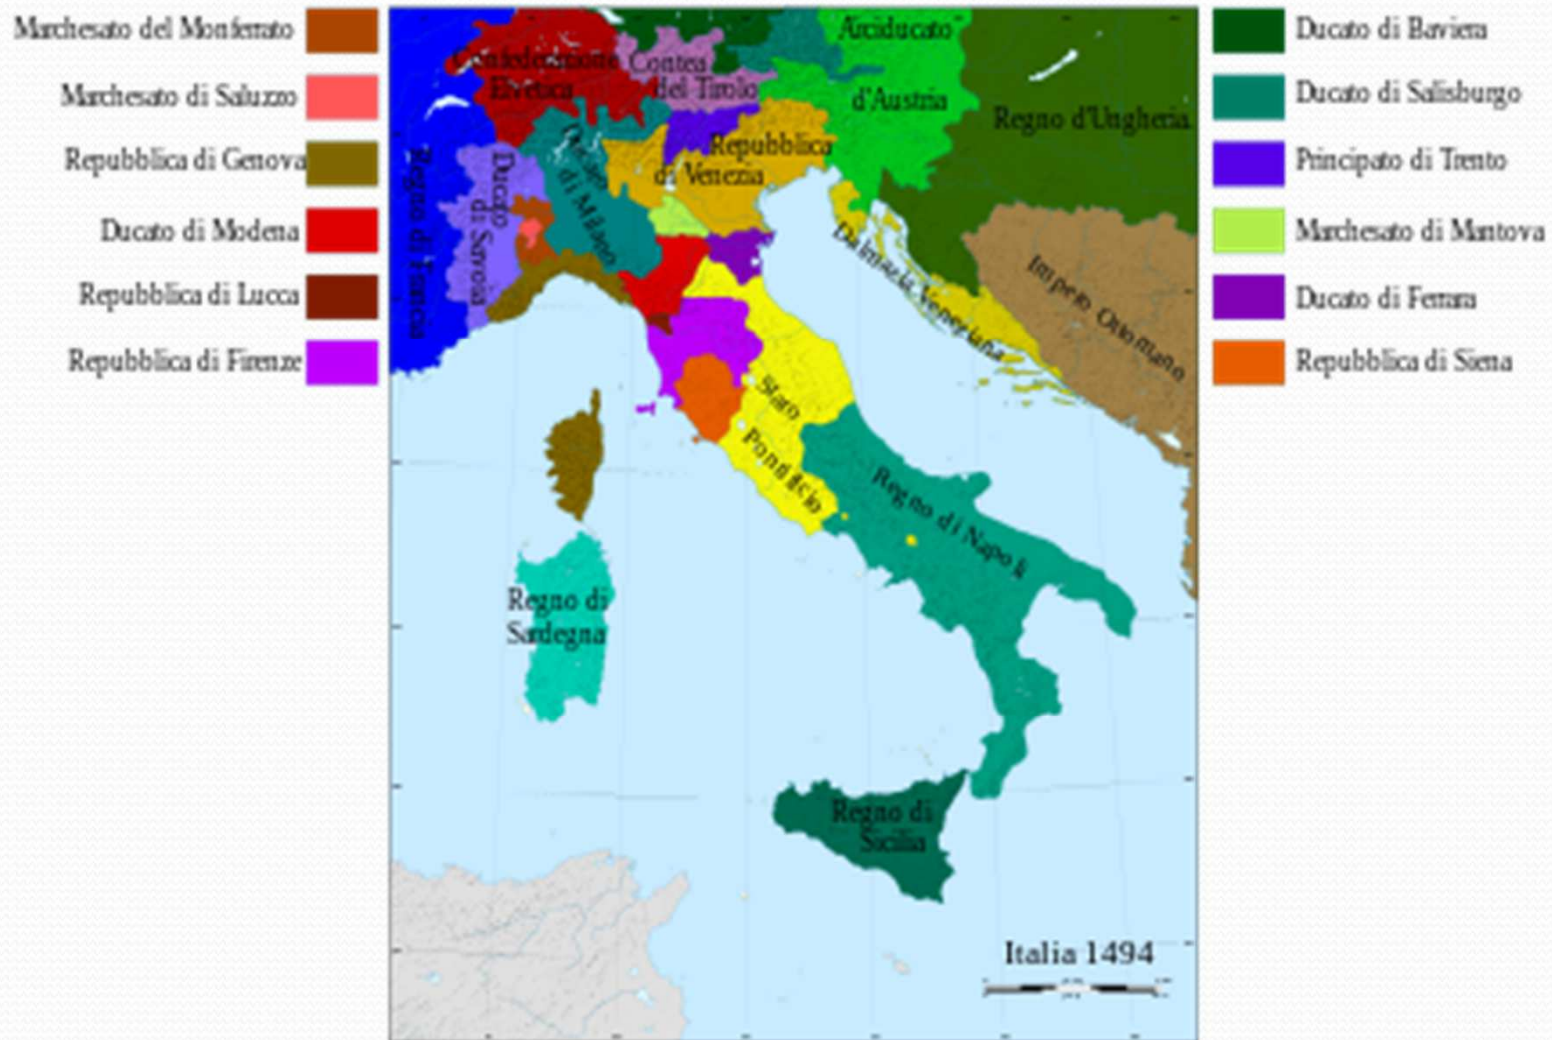 Marchesato del Monferrato
Marchesato di Saluzzo
Repubblica di Genova
Ducato di Modena
Repubblica di Lucca
Repubblica di Firenze
Confederazione
Elvetica
Contea
del Tirolo
Arciducato
d'Austria
Regno d'Ungheria
Repubblica
di Venezia
Regno di Francia
Ducato
di Savoia
Ducato
di Milano
Dalmazia Veneziana
Impero Ottomano
Stato
Pontificio
Regno di Napoli
Regno di
Sardegna
Regno di
Sicilia
Italia 1494
Ducato di Baviera
Ducato di Salisburgo
Principato di Trento
Marchesato di Mantova
Ducato di Ferrara
Repubblica di Siena